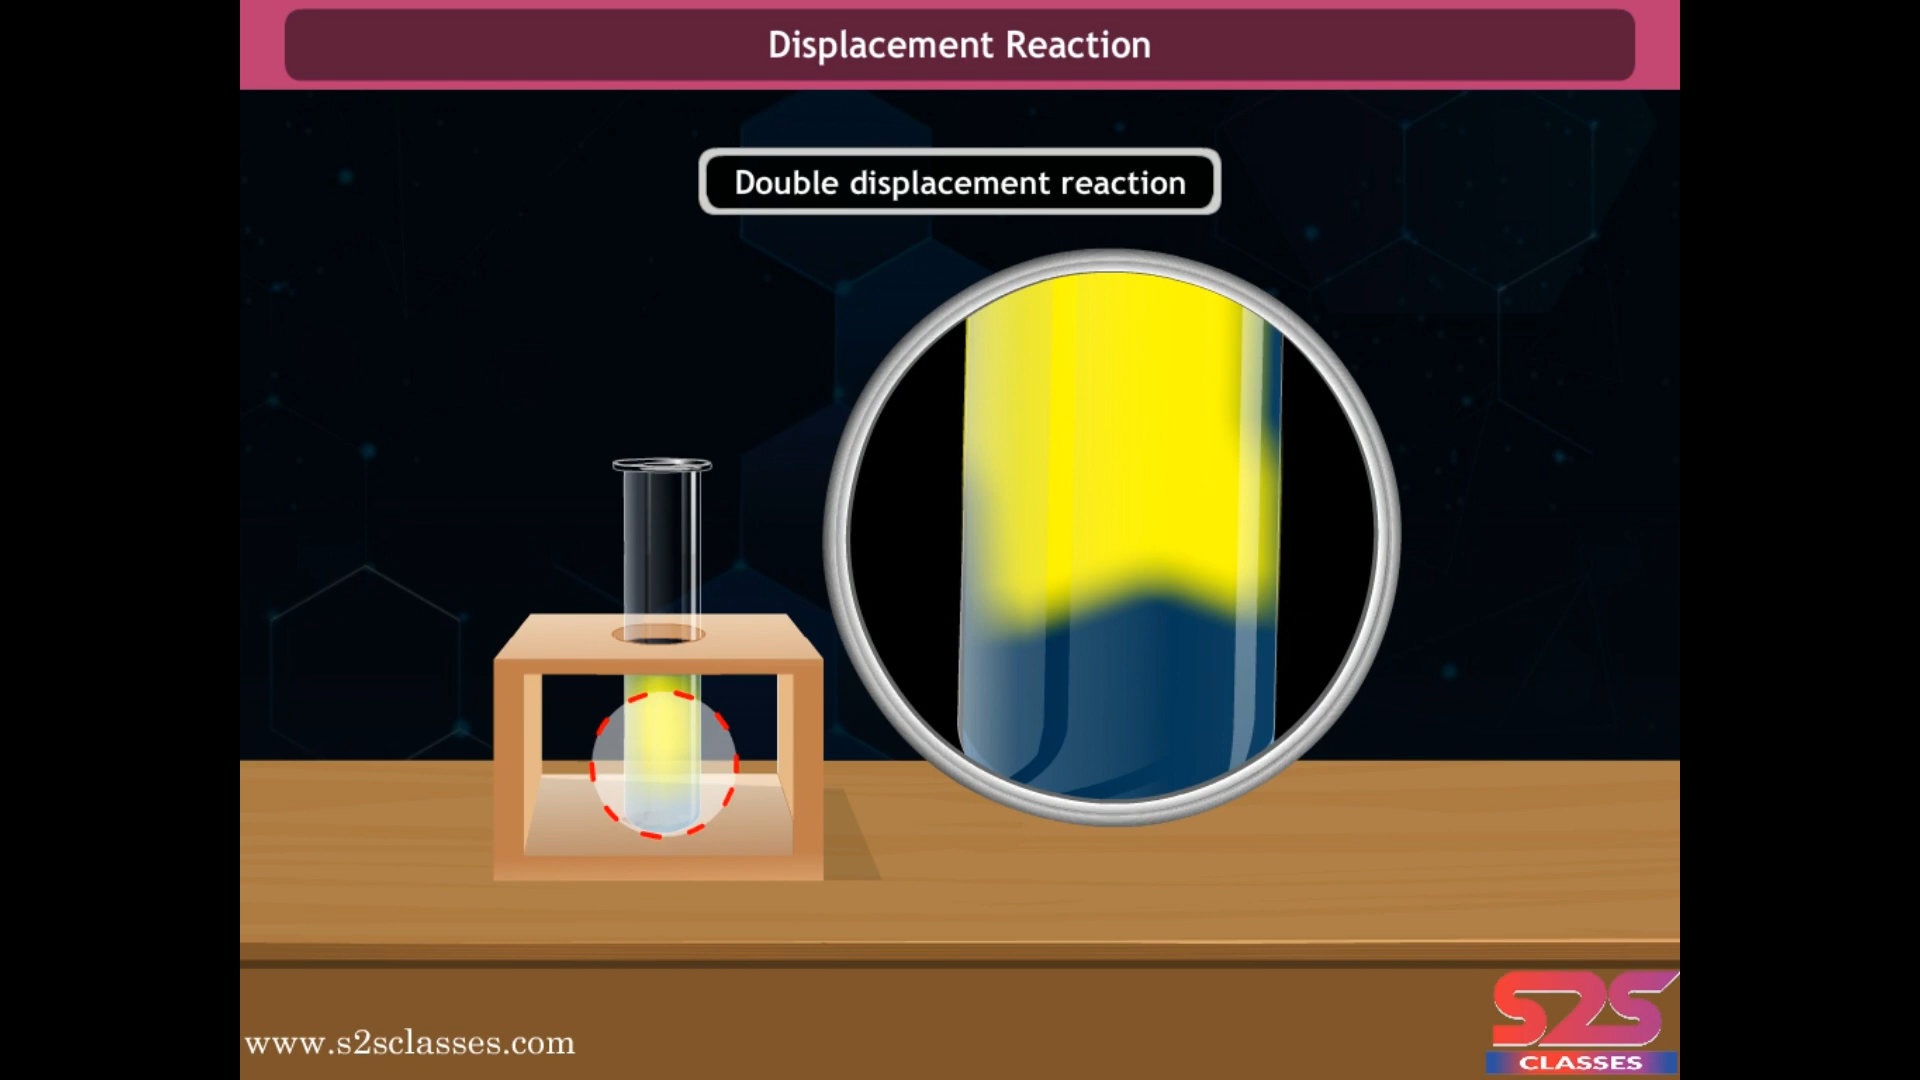 Displacement Reaction
Double displacement reaction
www.s2sclasses.com
S2S
CLASSES